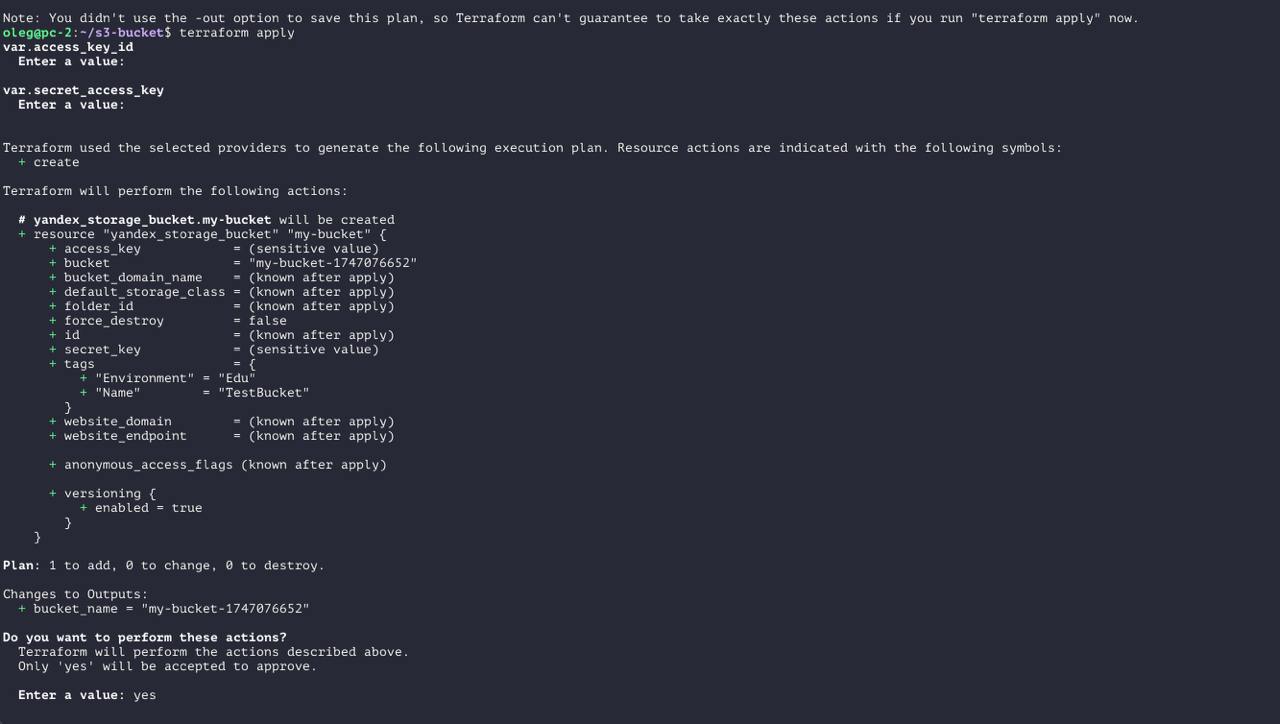 Note: You didn't use the -out option to save this plan, so Terraform can't guarantee to take exactly these actions if you run "terraform apply" now.
oleg@pc-2:~/s3-bucket$ terraform apply
var.access_key_id
  Enter a value:

var.secret_access_key
  Enter a value:


Terraform used the selected providers to generate the following execution plan. Resource actions are indicated with the following symbols:
  + create

Terraform will perform the following actions:

  # yandex_storage_bucket.my-bucket will be created
  + resource "yandex_storage_bucket" "my-bucket" {
      + access_key            = (sensitive value)
      + bucket                = "my-bucket-1747076652"
      + bucket_domain_name    = (known after apply)
      + default_storage_class = (known after apply)
      + folder_id             = (known after apply)
      + force_destroy         = false
      + id                    = (known after apply)
      + secret_key            = (sensitive value)
      + tags                  = {
          + "Environment" = "Edu"
          + "Name"        = "TestBucket"
        }
      + website_domain        = (known after apply)
      + website_endpoint      = (known after apply)

      + anonymous_access_flags (known after apply)

      + versioning {
          + enabled = true
        }
    }

Plan: 1 to add, 0 to change, 0 to destroy.

Changes to Outputs:
  + bucket_name = "my-bucket-1747076652"

Do you want to perform these actions?
  Terraform will perform the actions described above.
  Only 'yes' will be accepted to approve.

  Enter a value: yes